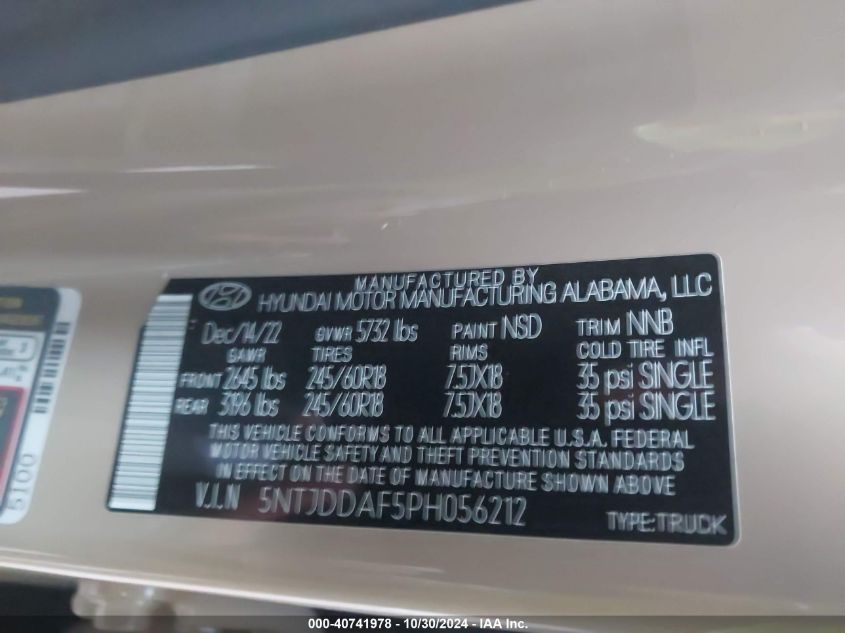 MANUFACTURED BY
HYUNDAI MOTOR MANUFACTURING ALABAMA, LLC
Dec/14/22 GVWR 5732 lbs PAINT NSD TRIM NNB
GAWR TIRES RIMS COLD TIRE INFL
FRONT 2645 lbs 245/60R18 7.5JX18 35 psi SINGLE
REAR 3196 lbs 245/60R18 7.5JX18 35 psi SINGLE
THIS VEHICLE CONFORMS TO ALL APPLICABLE U.S.A. FEDERAL
MOTOR VEHICLE SAFETY AND THEFT PREVENTION STANDARDS
IN EFFECT ON THE DATE OF MANUFACTURE SHOWN ABOVE
V.I.N 5NTJDDAF5PH056212 TYPE:TRUCK
5100
000-40741978 - 10/30/2024 - IAA Inc.